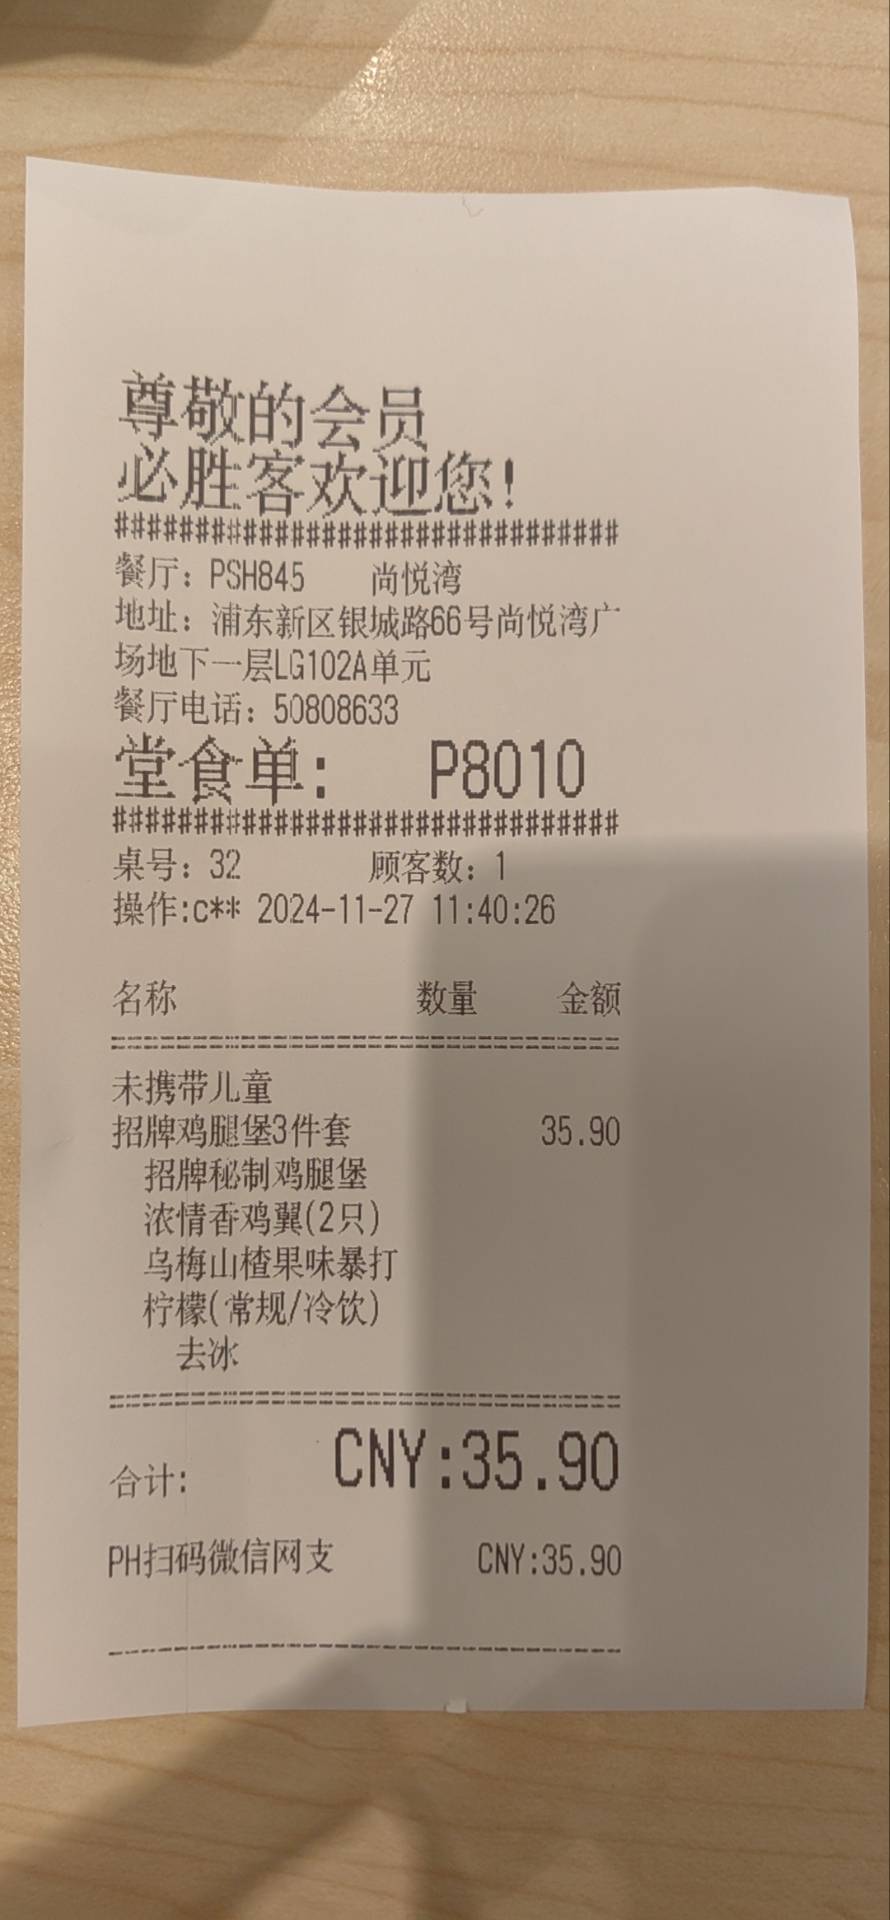 尊敬的会员
必胜客欢迎您!
################################
餐厅: PSH845 尚悦湾
地址: 浦东新区银城路66号尚悦湾广
场地下一层LG102A单元
餐厅电话: 50808633
堂食单: P8010
################################
桌号: 32 顾客数: 1
操作:c** 2024-11-27 11:40:26
名称 数量 金额
================================
未携带儿童
招牌鸡腿堡3件套 35.90
招牌秘制鸡腿堡
浓情香鸡翼(2只)
乌梅山楂果味暴打
柠檬(常规/冷饮)
去冰
================================
合计: CNY:35.90
PH扫码微信网支 CNY:35.90
--------------------------------